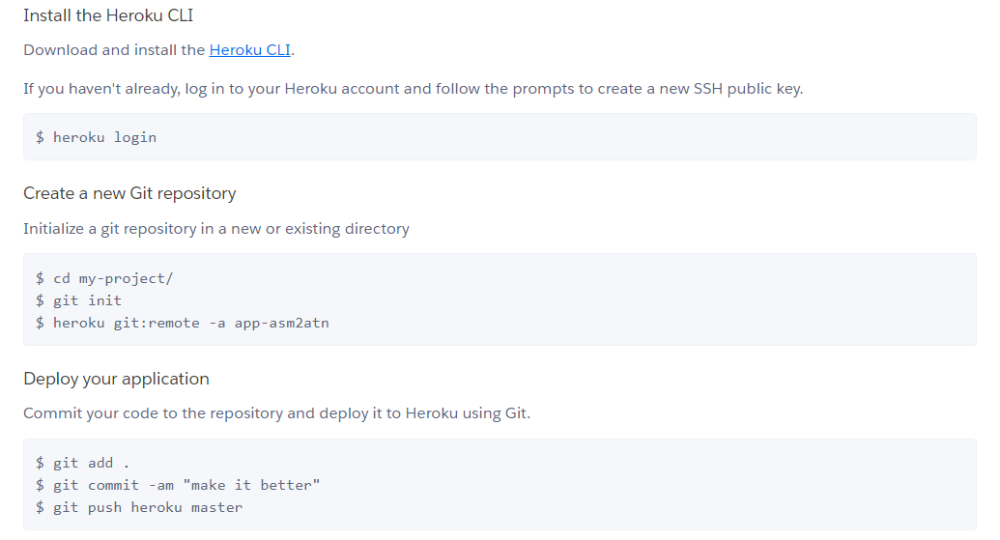 Install the Heroku CLI
Download and install the Heroku CLI.
If you haven't already, log in to your Heroku account and follow the prompts to create a new SSH public key.
$ heroku login
Create a new Git repository
Initialize a git repository in a new or existing directory
$ cd my-project/
$ git init
$ heroku git:remote -a app-asm2atn
Deploy your application
Commit your code to the repository and deploy it to Heroku using Git.
$ git add .
$ git commit -am "make it better"
$ git push heroku master